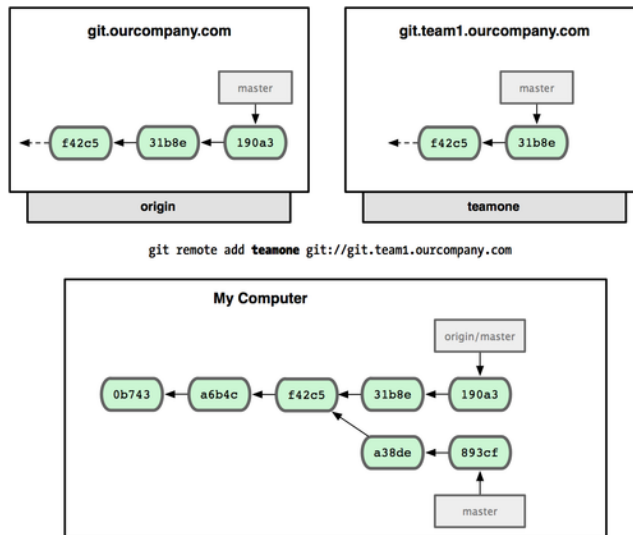 git.ourcompany.com
master
f42c5 31b8e 190a3
origin
git.team1.ourcompany.com
master
f42c5 31b8e
teamone
git remote add teamone git://git.team1.ourcompany.com
My Computer
origin/master
0b743 a6b4c f42c5 31b8e 190a3
a38de 893cf
master